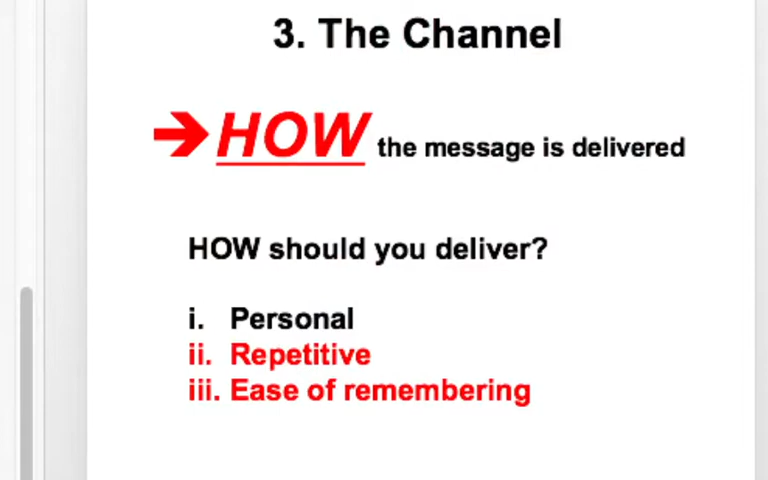 3. The Channel
➔HOW the message is delivered
HOW should you deliver?
i. Personal
ii. Repetitive
iii. Ease of remembering